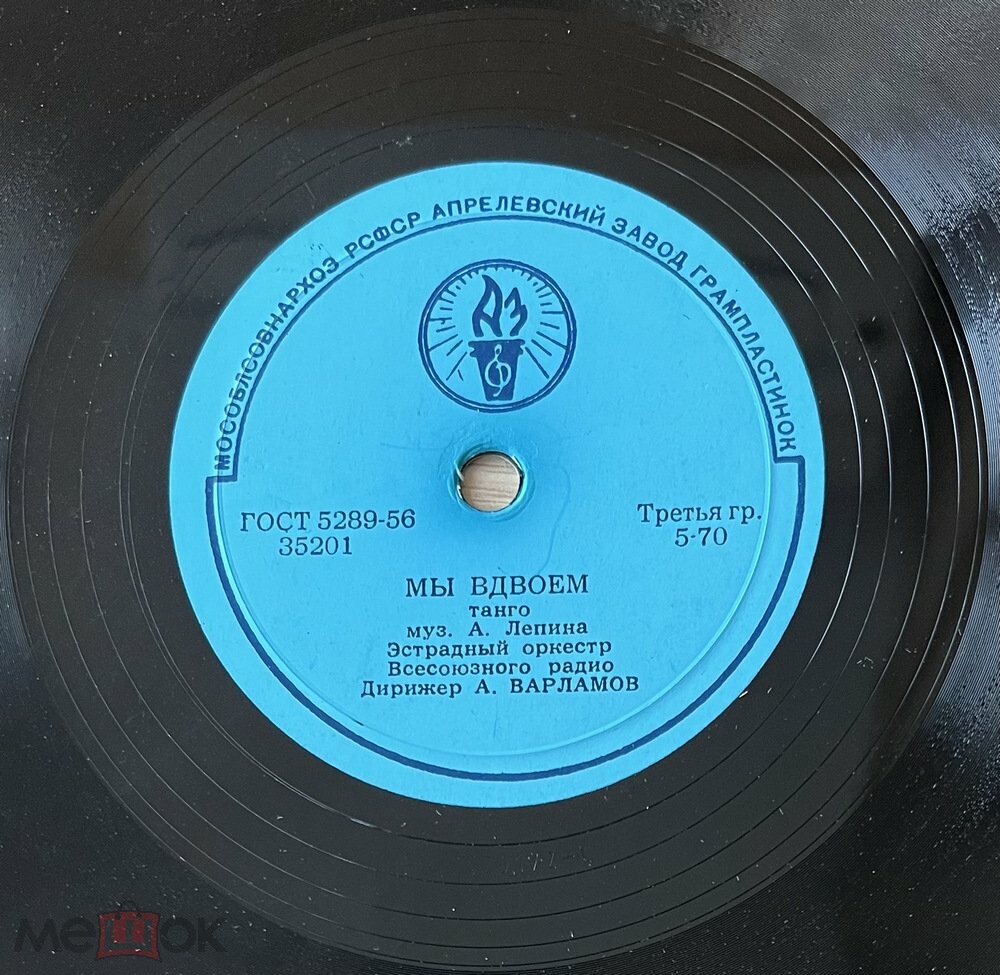 МОСОБЛСОВНАРХОЗ РСФСР АПРЕЛЕВСКИЙ ЗАВОД ГРАМПЛАСТИНОК
АЗ
ГОСТ 5289-56
35201
Третья гр.
5-70
МЫ ВДВОЕМ
танго
муз. А. Лепина
Эстрадный оркестр
Всесоюзного радио
Дирижер А. ВАРЛАМОВ
мешок